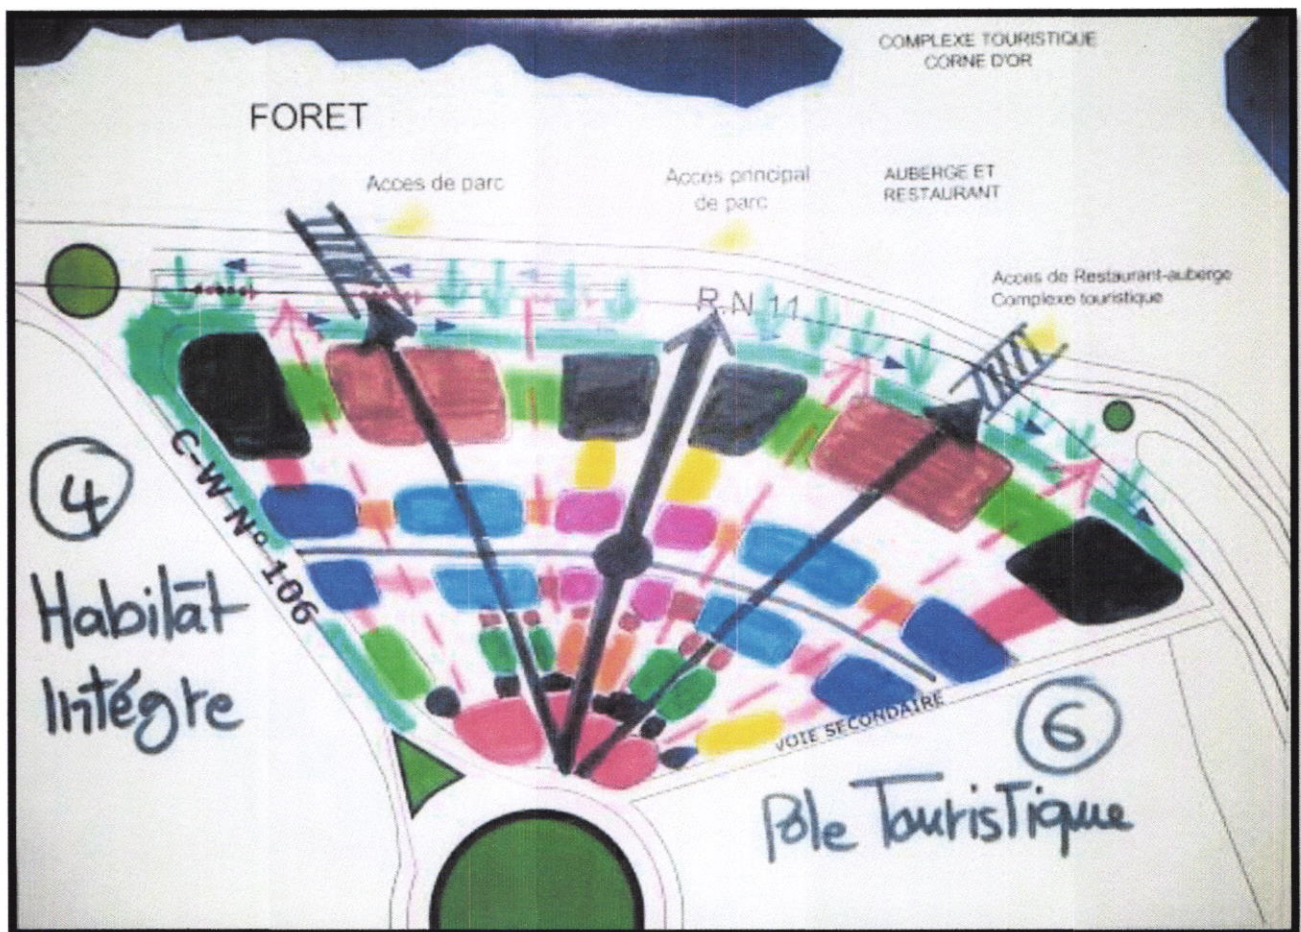 COMPLEXE TOURISTIQUE
CORNE D'OR
FORET
Acces de parc
Acces principal
de parc
AUBERGE ET
RESTAURANT
Acces de Restaurant-auberge
Complexe touristique
R.N 11
C-W N° 106
4
Habitat
Intégre
VOIE SECONDAIRE
6
Pôle Touristique